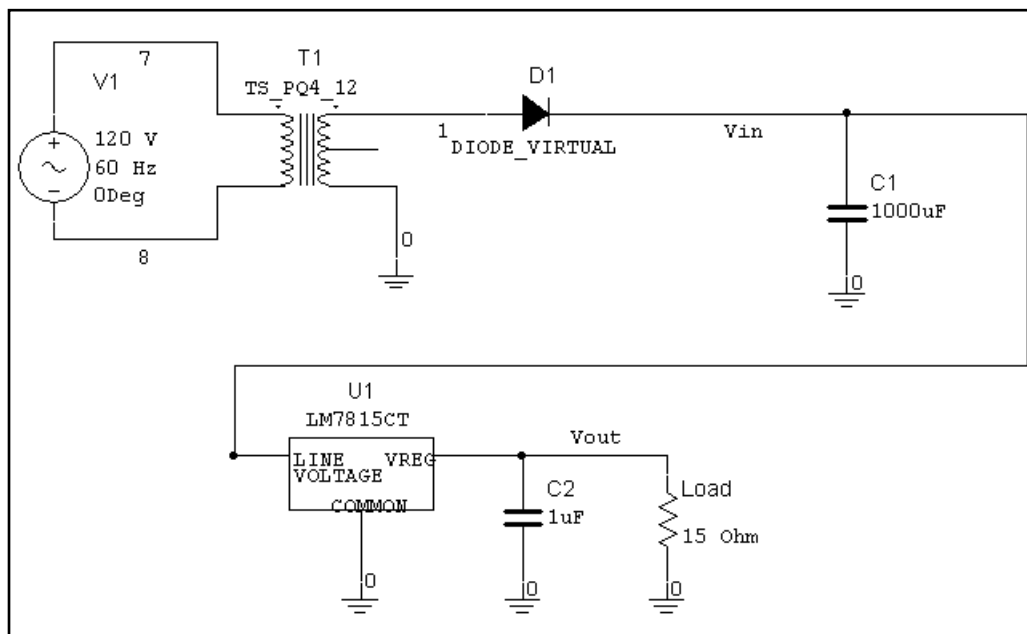 7
V1
120 V
60 Hz
0Deg
8
T1
TS_PQ4_12
1
0
D1
DIODE_VIRTUAL
Vin
C1
1000uF
0
U1
LM7815CT
LINE VREG
VOLTAGE
COMMON
0
Vout
C2
1uF
0
Load
15 Ohm
0